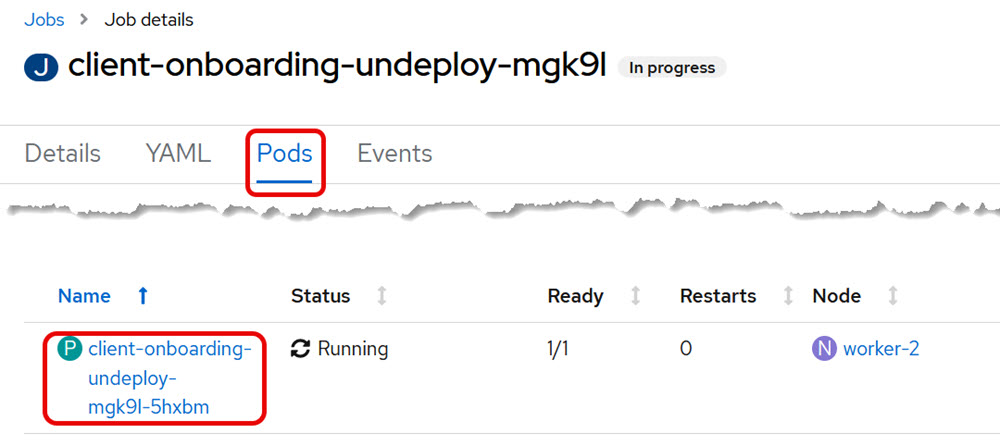 Jobs > Job details
J client-onboarding-undeploy-mgk9l In progress
Details YAML Pods Events
Name Status Ready Restarts Node
P client-onboarding- Running 1/1 0 N worker-2
undeploy-
mgk9l-5hxbm